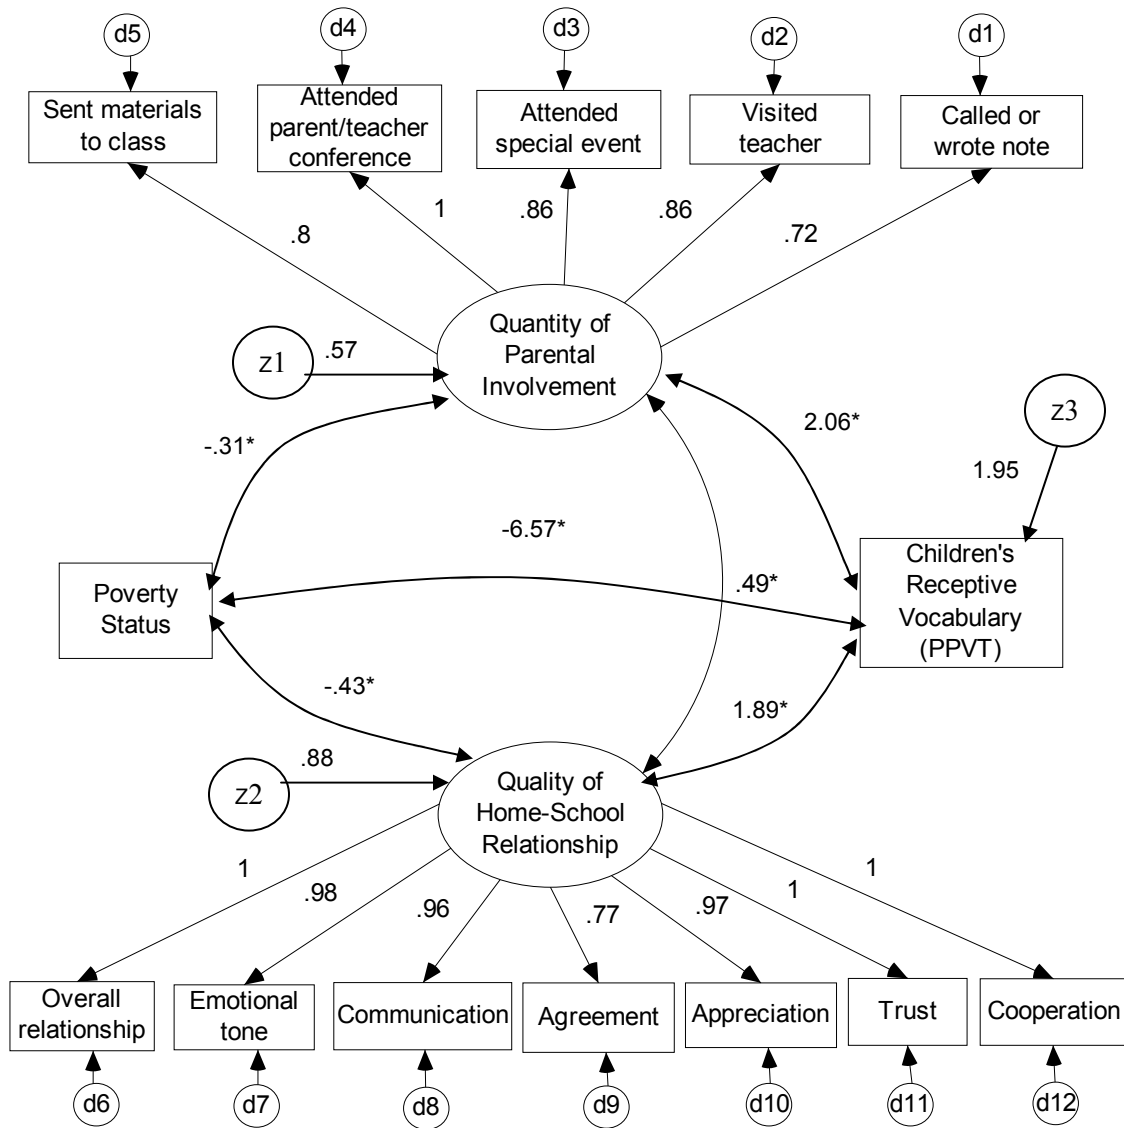 d5
d4
d3
d2
d1
Sent materials
to class
Attended
parent/teacher
conference
Attended
special event
Visited
teacher
Called or
wrote note
.8
1
.86
.86
.72
Quantity of
Parental
Involvement
z1
.57
z3
2.06*
1.95
-.31*
-6.57*
Poverty
Status
.49*
Children's
Receptive
Vocabulary
(PPVT)
-.43*
1.89*
z2
.88
Quality of
Home-School
Relationship
1
.98
.96
.77
.97
1
1
Overall
relationship
Emotional
tone
Communication
Agreement
Appreciation
Trust
Cooperation
d6
d7
d8
d9
d10
d11
d12